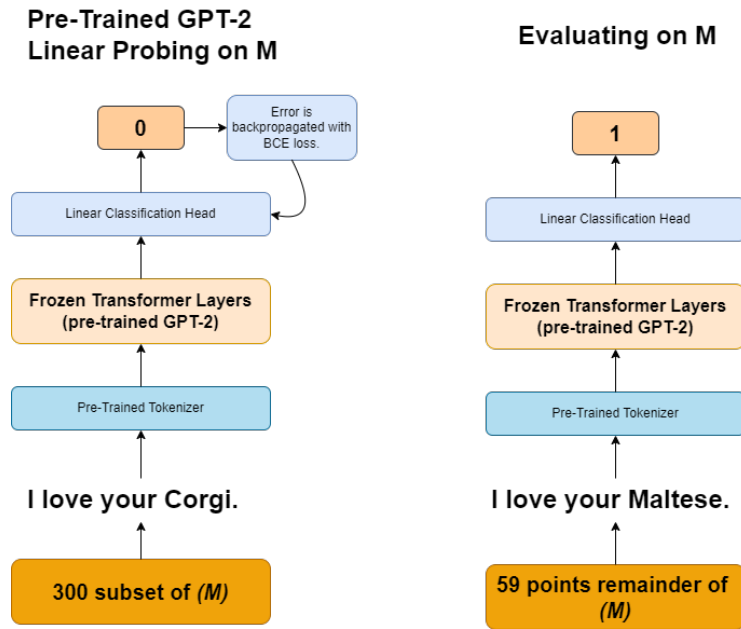 Pre-Trained GPT-2
Linear Probing on M
0
Error is
backpropagated with
BCE loss.
Linear Classification Head
Frozen Transformer Layers
(pre-trained GPT-2)
Pre-Trained Tokenizer
I love your Corgi.
300 subset of (M)
Evaluating on M
1
Linear Classification Head
Frozen Transformer Layers
(pre-trained GPT-2)
Pre-Trained Tokenizer
I love your Maltese.
59 points remainder of
(M)